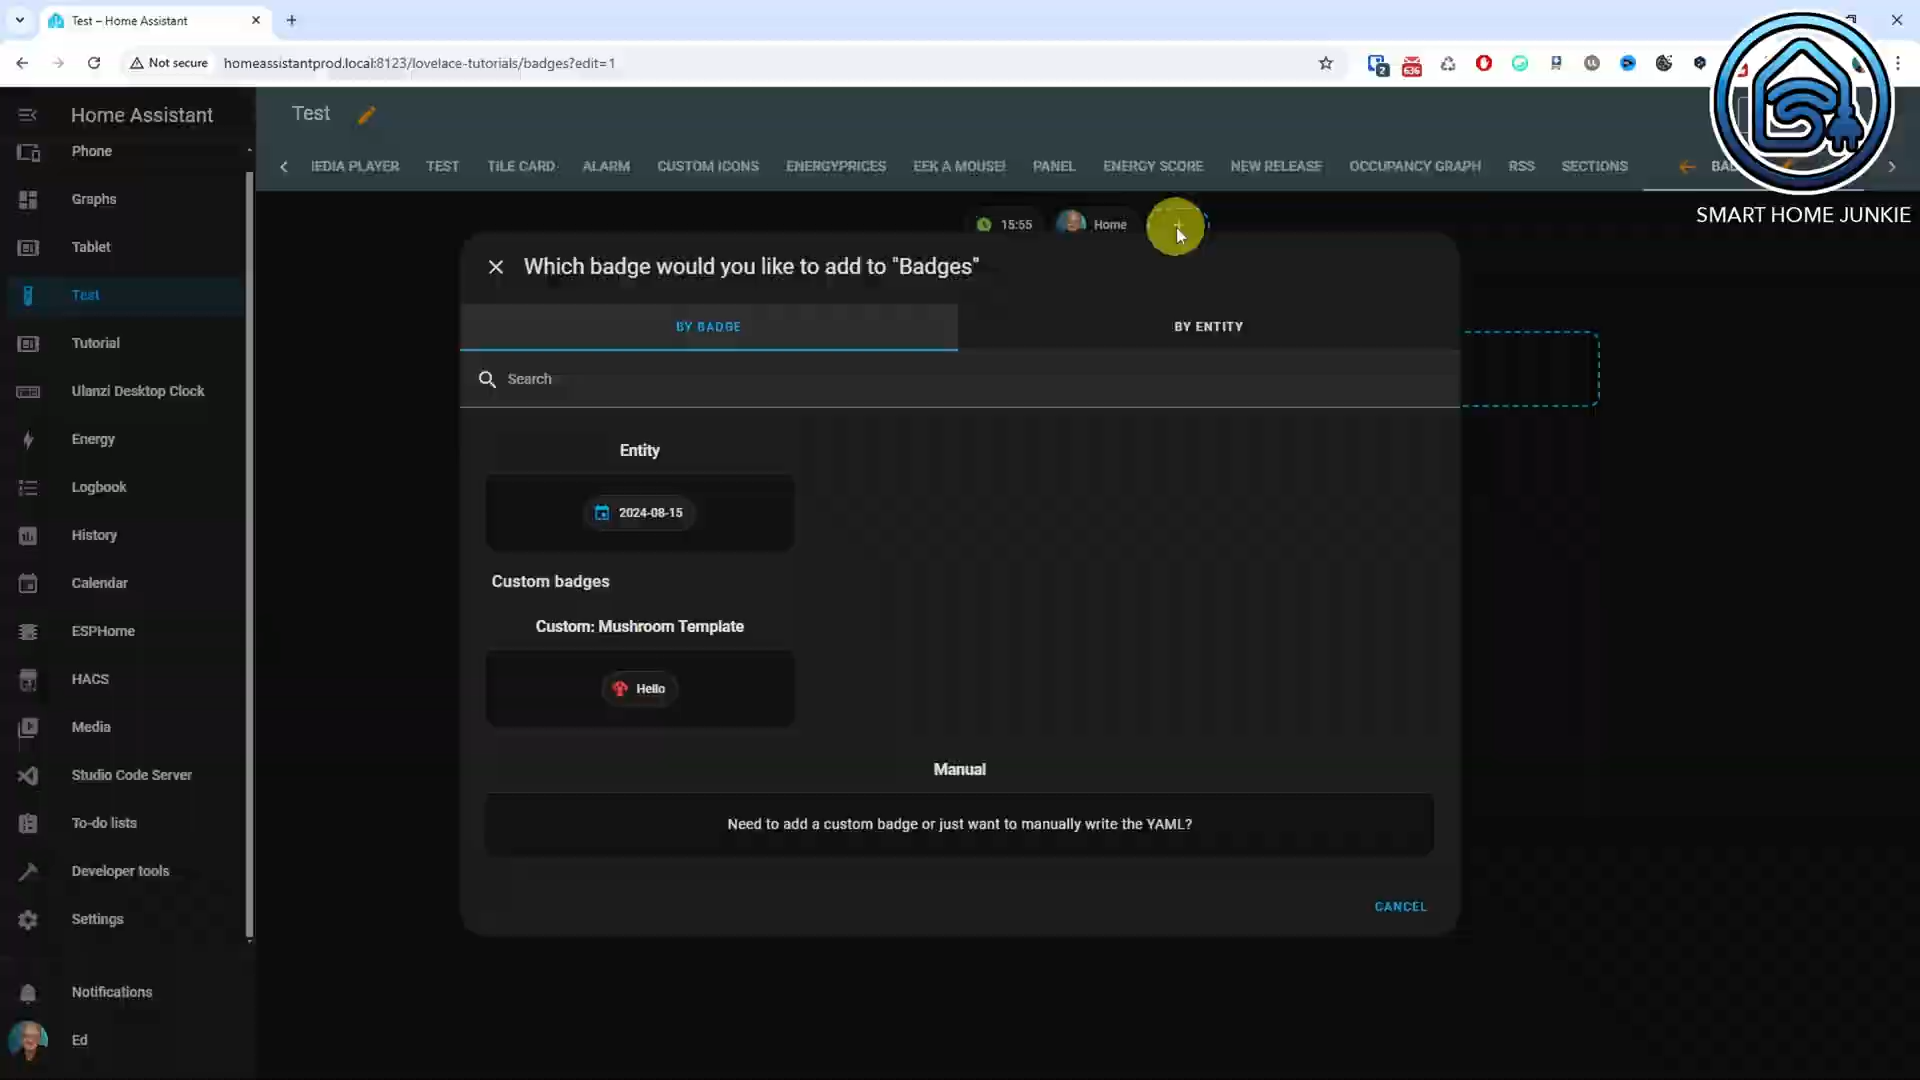 Test – Home Assistant
Not secure
homeassistantprod.local:8123/lovelace-tutorials/badges?edit=1
2
636
SMART HOME JUNKIE
Home Assistant
Test
Phone
Graphs
Tablet
Test
Tutorial
Ulanzi Desktop Clock
Energy
Logbook
History
Calendar
ESPHome
HACS
Media
Studio Code Server
To-do lists
Developer tools
Settings
Notifications
Ed
IEDIA PLAYER
TEST
TILE CARD
ALARM
CUSTOM ICONS
ENERGYPRICES
EEK A MOUSE!
PANEL
ENERGY SCORE
NEW RELEASE
OCCUPANCY GRAPH
RSS
SECTIONS
15:55
Home
Which badge would you like to add to "Badges"
BY BADGE
BY ENTITY
Search
Entity
2024-08-15
Custom badges
Custom: Mushroom Template
Hello
Manual
Need to add a custom badge or just want to manually write the YAML?
CANCEL